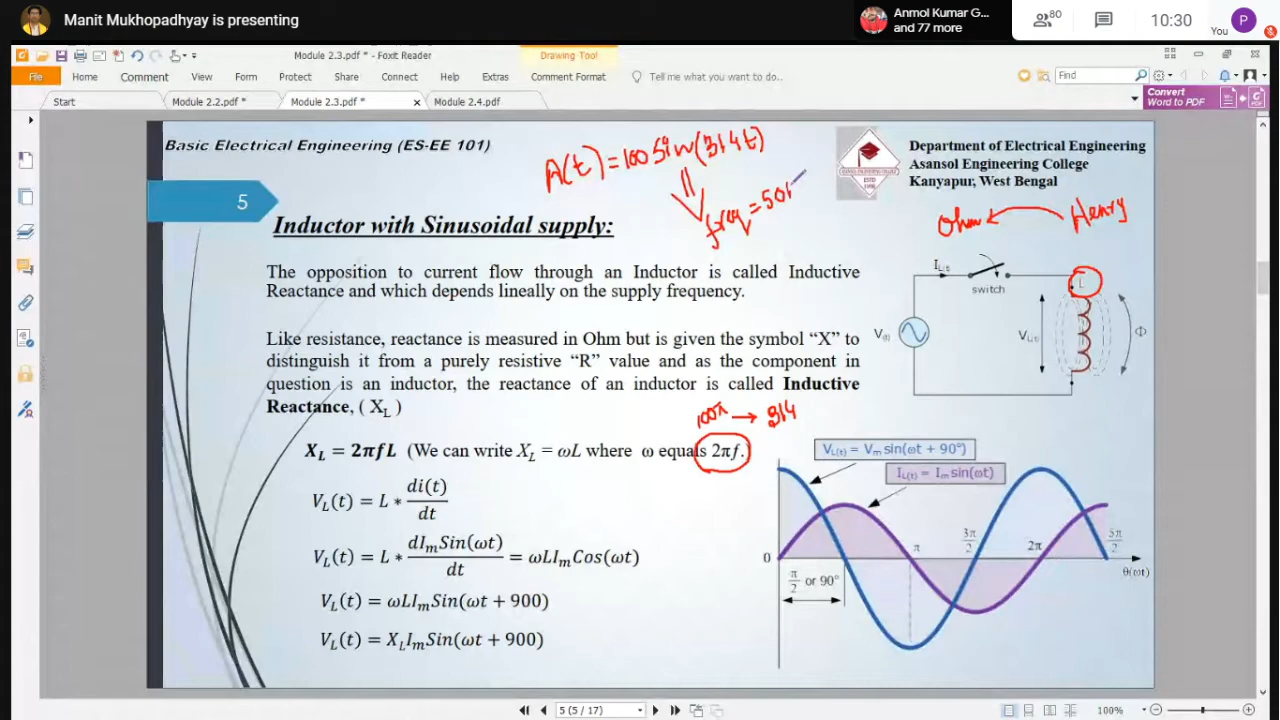 Manit Mukhopadhyay is presenting
Anmol Kumar G...
and 77 more
80
10:30
You
P
Module 2.3.pdf * - Foxit Reader
Drawing Tool
File Home Comment View Form Protect Share Connect Help Extras Comment Format Tell me what you want to do... Find
Start Module 2.2.pdf * Module 2.3.pdf * Module 2.4.pdf
Convert
Word to PDF
Basic Electrical Engineering (ES-EE 101)
A(t)=100 Sin(314t)
freq=50
Department of Electrical Engineering
Asansol Engineering College
Kanyapur, West Bengal
5
Inductor with Sinusoidal supply:
Ohm Henry
The opposition to current flow through an Inductor is called Inductive
Reactance and which depends lineally on the supply frequency.
Like resistance, reactance is measured in Ohm but is given the symbol “X” to
distinguish it from a purely resistive “R” value and as the component in
question is an inductor, the reactance of an inductor is called Inductive
Reactance, ( X_L )
100π → 314
X_L = 2πfL (We can write X_L = ωL where ω equals 2πf.)
V_L(t) = L ∗ di(t)/dt
V_L(t) = L ∗ dI_mSin(ωt)/dt = ωLI_mCos(ωt)
V_L(t) = ωLI_mSin(ωt + 900)
V_L(t) = X_LI_mSin(ωt + 900)
I_L(t)
switch
L
V(t)
V_L(t)
Φ
V_L(t) = V_m sin(ωt + 90°)
I_L(t) = I_m sin(ωt)
0
π/2 or 90°
π
3π/2
2π
5π/2
θ(ωt)
5 (5 / 17)
100%